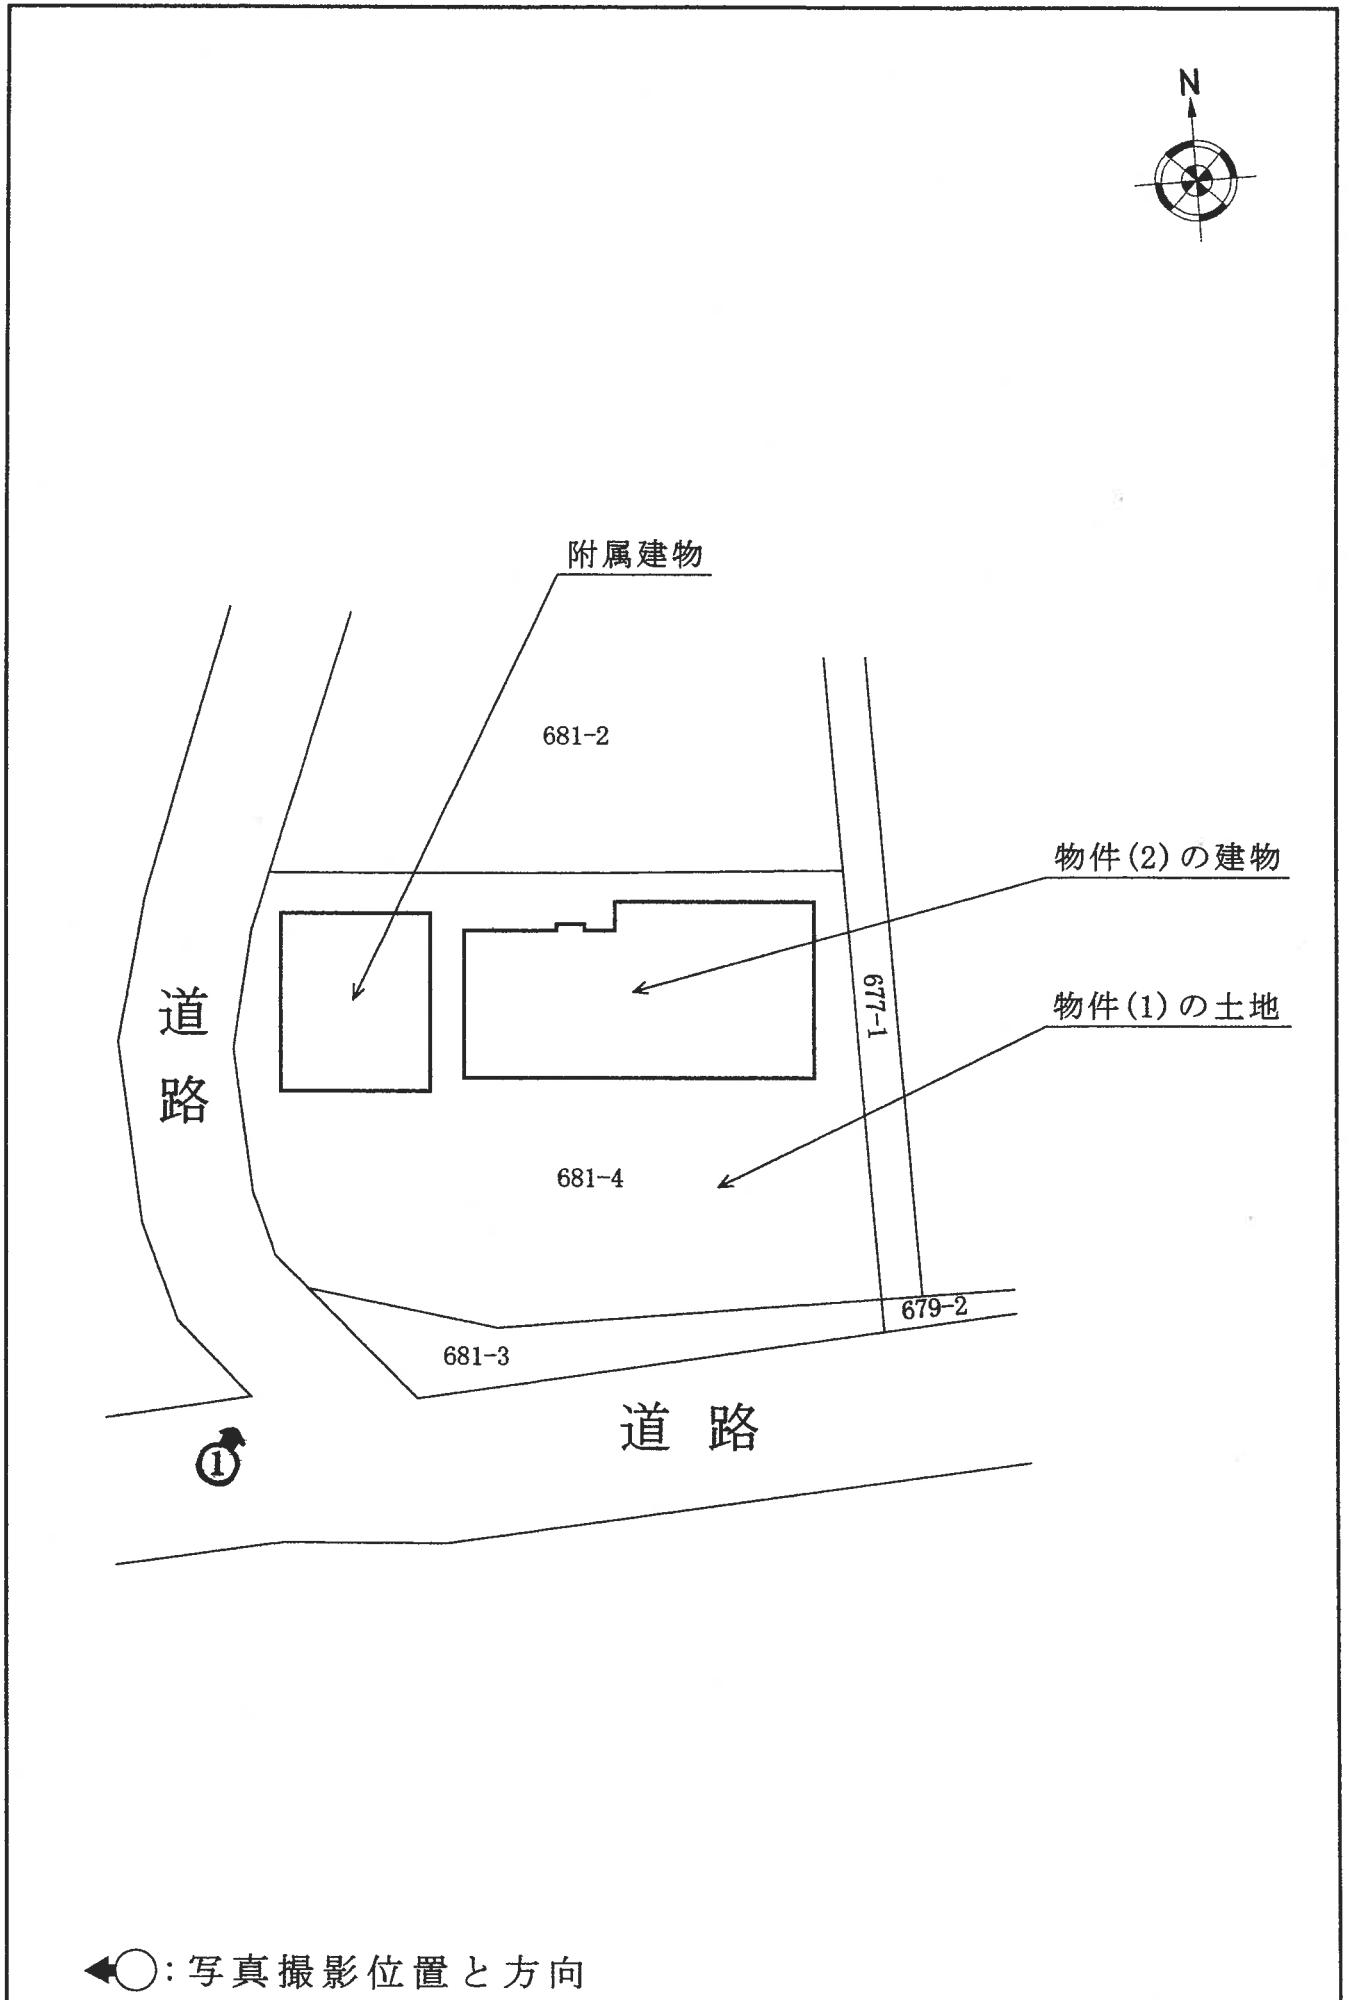 N
附属建物
681-2
物件(2)の建物
677-1
物件(1)の土地
道路
681-4
679-2
681-3
道路
①
:写真撮影位置と方向